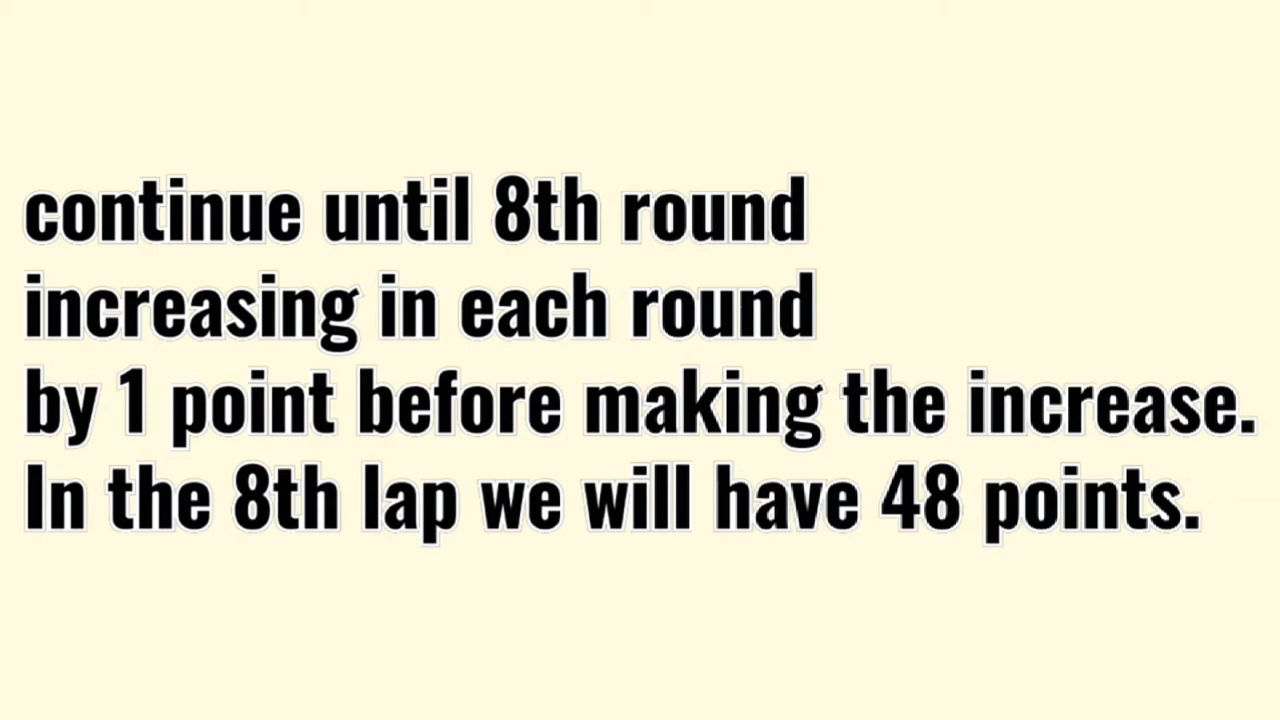 continue until 8th round
increasing in each round
by 1 point before making the increase.
In the 8th lap we will have 48 points.